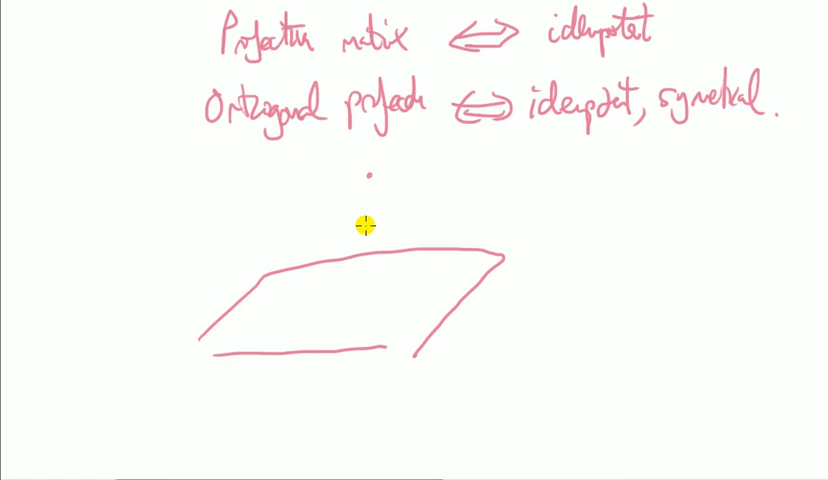 Projection matrix ⟺ idempotent
Orthogonal projection ⟺ idempotent, symmetrical.